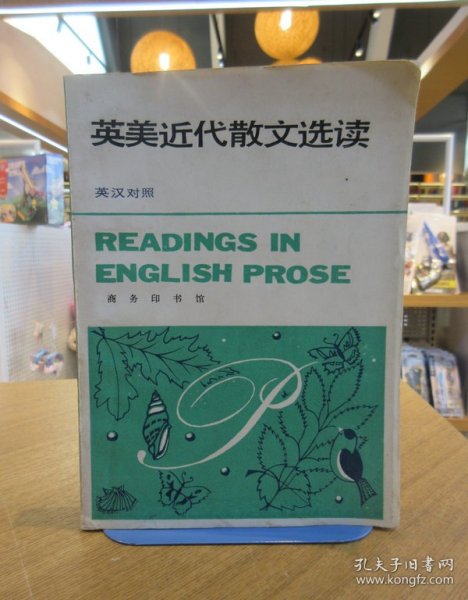 英美近代散文选读
英汉对照
READINGS IN
ENGLISH PROSE
商务印书馆
P
孔夫子旧书网
www.kongfz.com